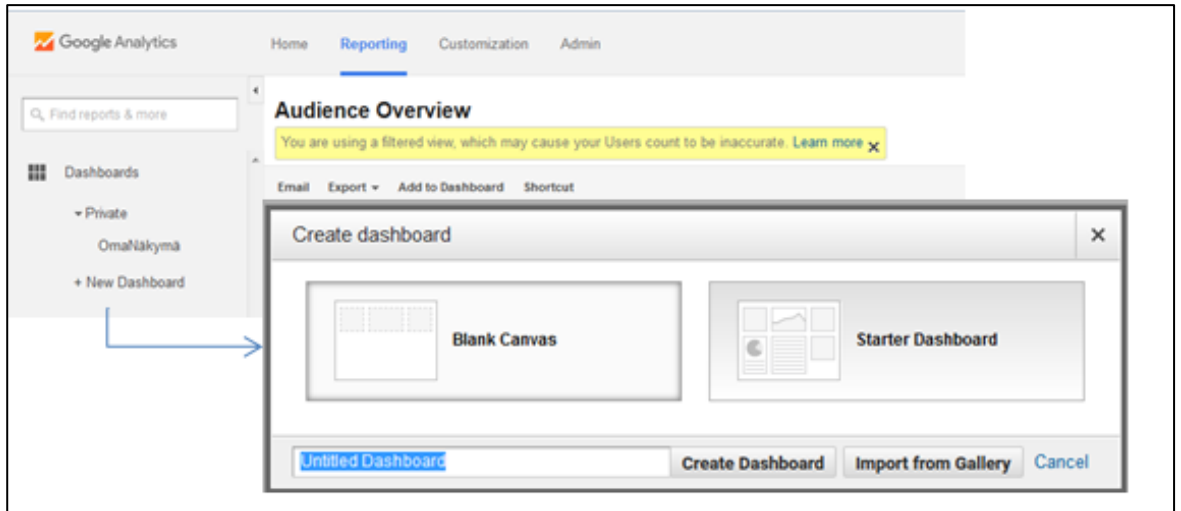 Google Analytics
Home Reporting Customization Admin
Find reports & more
Audience Overview
You are using a filtered view, which may cause your Users count to be inaccurate. Learn more
Dashboards
Email Export Add to Dashboard Shortcut
Private
OmaNäkymä
+ New Dashboard
Create dashboard
Blank Canvas
Starter Dashboard
Untitled Dashboard
Create Dashboard Import from Gallery Cancel